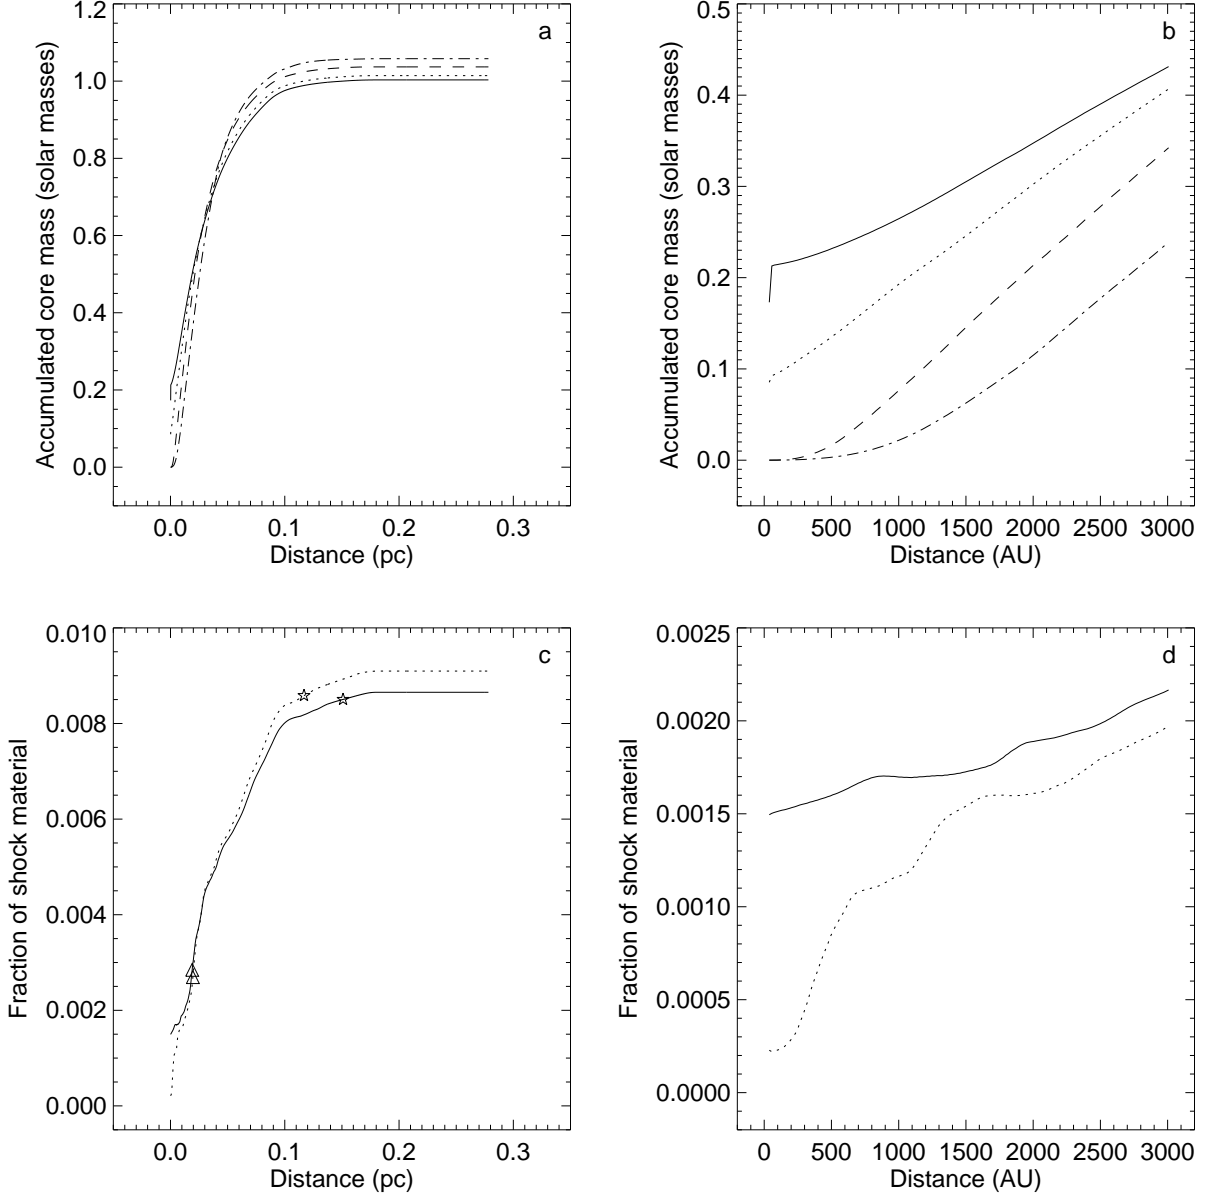 a
1.2
1.0
0.8
0.6
0.4
0.2
0.0
Accumulated core mass (solar masses)
0.0 0.1 0.2 0.3
Distance (pc)
b
0.5
0.4
0.3
0.2
0.1
0.0
Accumulated core mass (solar masses)
0 500 1000 1500 2000 2500 3000
Distance (AU)
c
0.010
0.008
0.006
0.004
0.002
0.000
Fraction of shock material
0.0 0.1 0.2 0.3
Distance (pc)
d
0.0025
0.0020
0.0015
0.0010
0.0005
0.0000
Fraction of shock material
0 500 1000 1500 2000 2500 3000
Distance (AU)